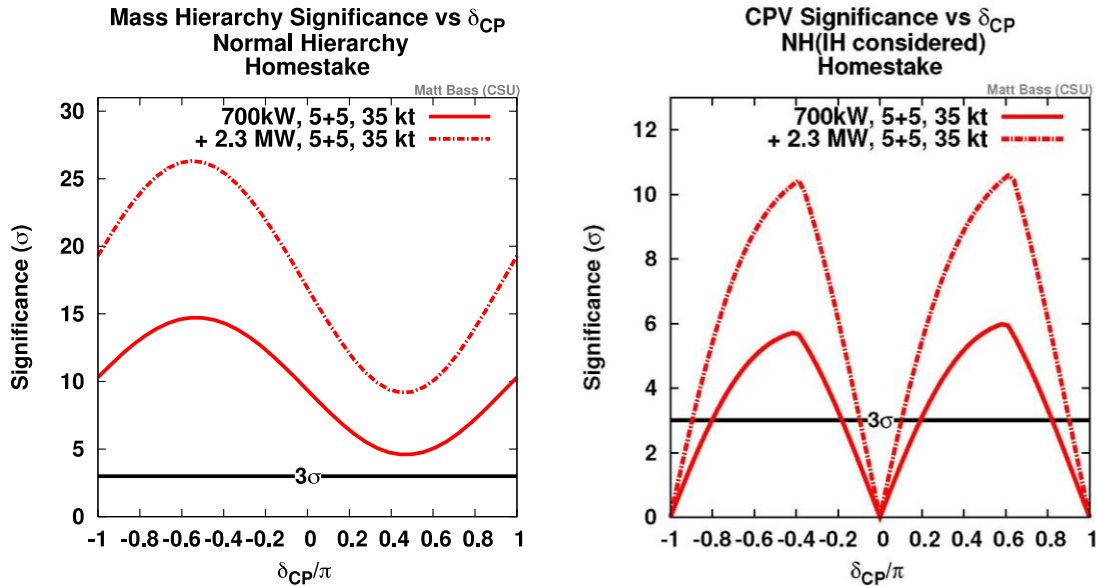 Mass Hierarchy Significance vs δCP
Normal Hierarchy
Homestake
Matt Bass (CSU)
700kW, 5+5, 35 kt
+ 2.3 MW, 5+5, 35 kt
30
25
20
15
10
5
0
3σ
Significance (σ)
-1 -0.8 -0.6 -0.4 -0.2 0 0.2 0.4 0.6 0.8 1
δCP/π
CPV Significance vs δCP
NH(IH considered)
Homestake
Matt Bass (CSU)
700kW, 5+5, 35 kt
+ 2.3 MW, 5+5, 35 kt
12
10
8
6
4
2
0
3σ
Significance (σ)
-1 -0.8 -0.6 -0.4 -0.2 0 0.2 0.4 0.6 0.8 1
δCP/π